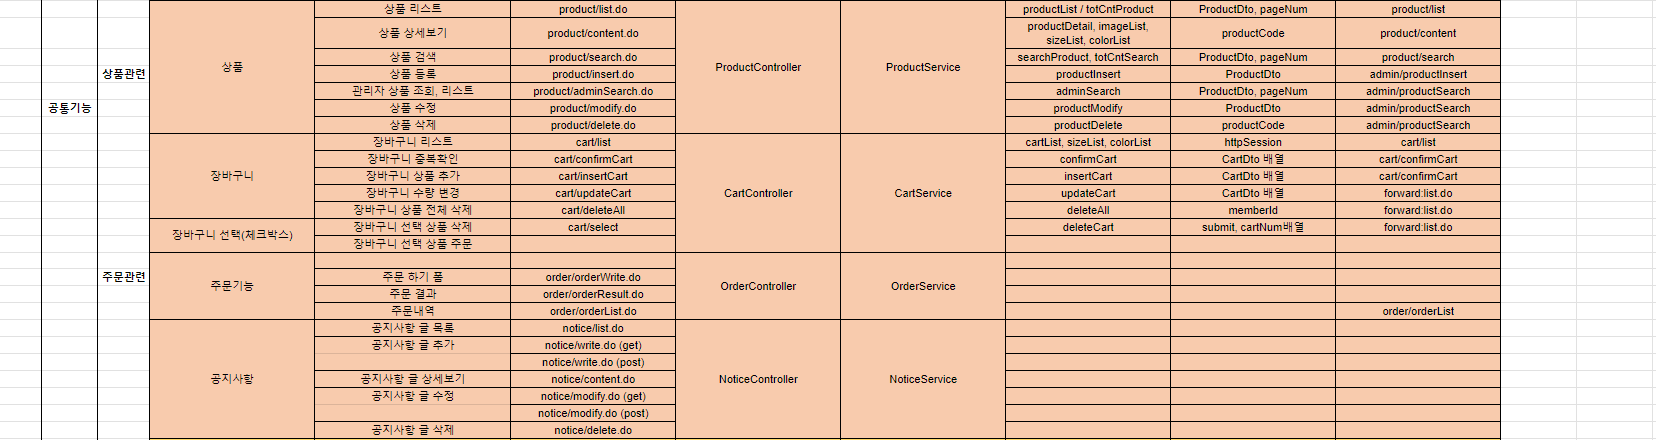 상품 리스트 product/list.do productList / totCntProduct ProductDto, pageNum product/list
상품 상세보기 product/content.do productDetail, imageList, sizeList, colorList productCode product/content
상품 검색 product/search.do searchProduct, totCntSearch ProductDto, pageNum product/search
상품관련 상품 ProductController ProductService
상품 등록 product/insert.do productInsert ProductDto admin/productInsert
관리자 상품 조회, 리스트 product/adminSearch.do adminSearch ProductDto, pageNum admin/productSearch
공통기능 상품 수정 product/modify.do productModify ProductDto admin/productSearch
상품 삭제 product/delete.do productDelete productCode admin/productSearch
장바구니 리스트 cart/list cartList, sizeList, colorList httpSession cart/list
장바구니 중복확인 cart/confirmCart confirmCart CartDto 배열 cart/confirmCart
장바구니 장바구니 상품 추가 cart/insertCart insertCart CartDto 배열 cart/confirmCart
장바구니 수량 변경 cart/updateCart CartController CartService updateCart CartDto 배열 forward:list.do
장바구니 상품 전체 삭제 cart/deleteAll deleteAll memberId forward:list.do
장바구니 선택(체크박스) 장바구니 선택 상품 삭제 cart/select deleteCart submit, cartNum배열 forward:list.do
장바구니 선택 상품 주문
주문관련 주문 하기 폼 order/orderWrite.do
주문기능 OrderController OrderService
주문 결과 order/orderResult.do
주문내역 order/orderList.do order/orderList
공지사항 글 목록 notice/list.do
공지사항 글 추가 notice/write.do (get)
notice/write.do (post)
공지사항 공지사항 글 상세보기 notice/content.do NoticeController NoticeService
공지사항 글 수정 notice/modify.do (get)
notice/modify.do (post)
공지사항 글 삭제 notice/delete.do